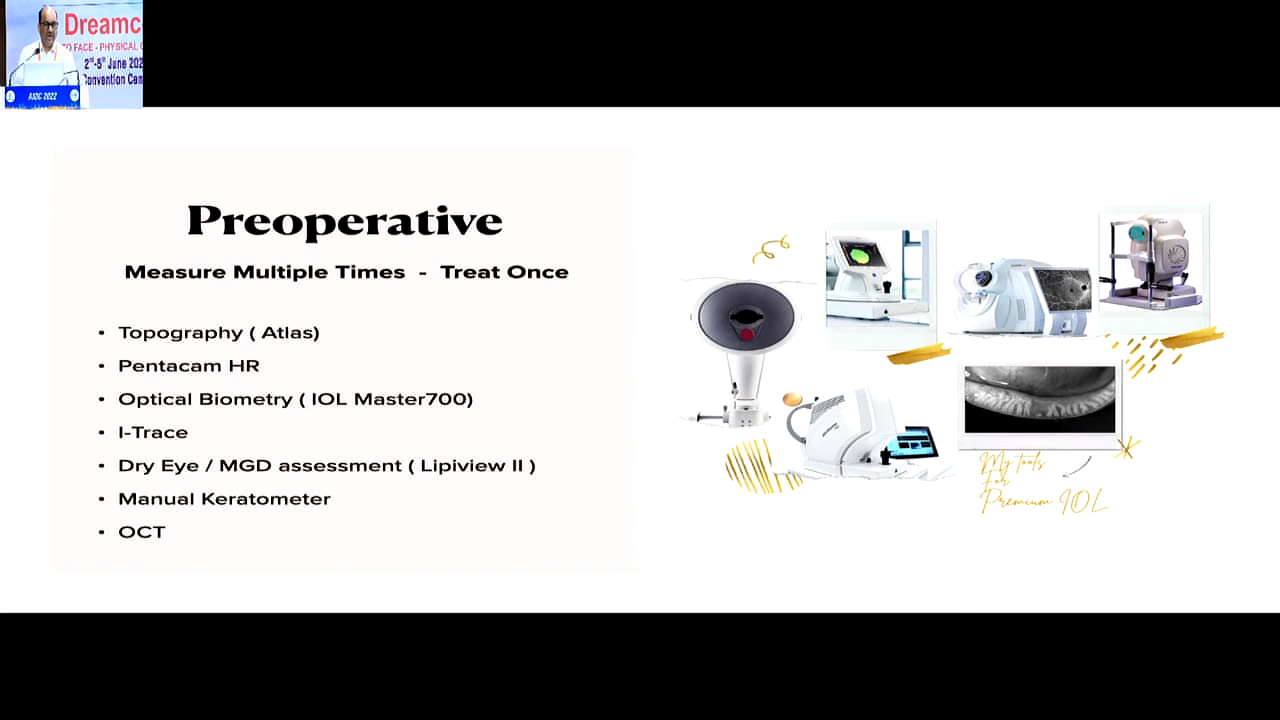 Dreamc
TO FACE - PHYSICAL C
2nd-5th June 202
Convention Cen
AIOC 2022
Preoperative
Measure Multiple Times - Treat Once
• Topography ( Atlas)
• Pentacam HR
• Optical Biometry ( IOL Master700)
• I-Trace
• Dry Eye / MGD assessment ( Lipiview II )
• Manual Keratometer
• OCT
My tools
For
Premium IOL